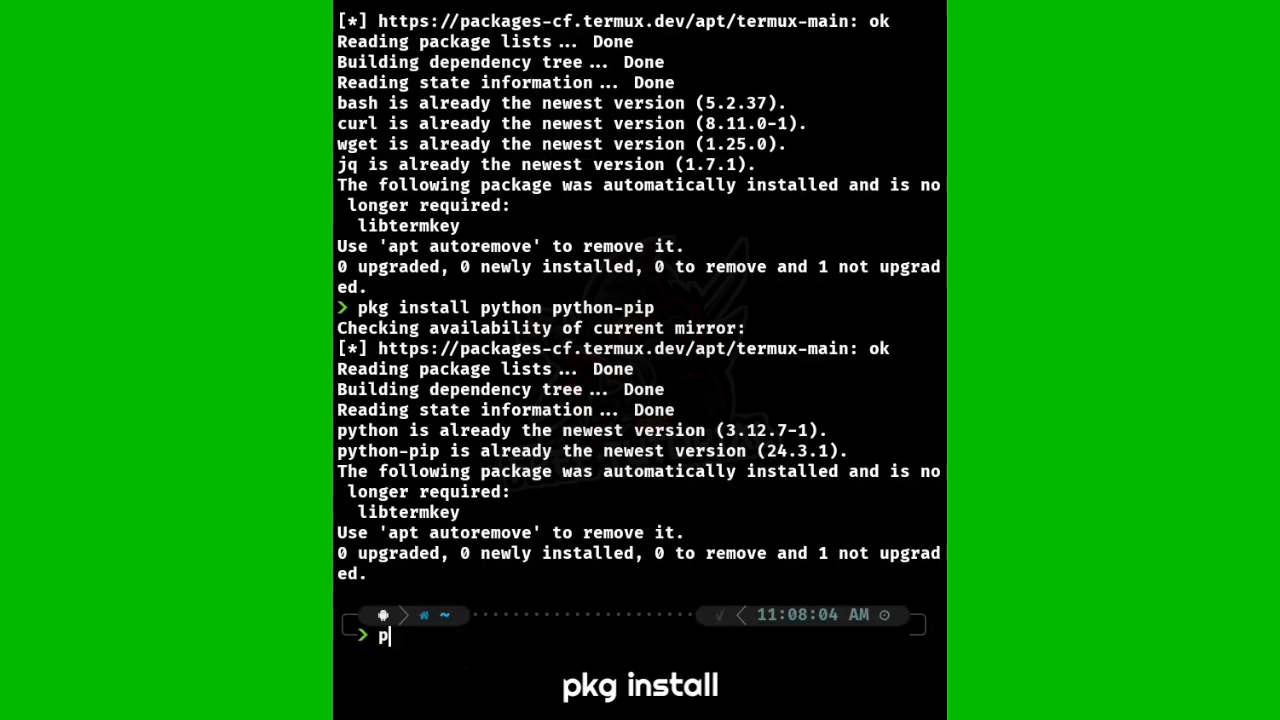 [*] https://packages-cf.termux.dev/apt/termux-main: ok
Reading package lists... Done
Building dependency tree... Done
Reading state information... Done
bash is already the newest version (5.2.37).
curl is already the newest version (8.11.0-1).
wget is already the newest version (1.25.0).
jq is already the newest version (1.7.1).
The following package was automatically installed and is no
longer required:
libtermkey
Use 'apt autoremove' to remove it.
0 upgraded, 0 newly installed, 0 to remove and 1 not upgrad
ed.
❯ pkg install python python-pip
Checking availability of current mirror:
[*] https://packages-cf.termux.dev/apt/termux-main: ok
Reading package lists... Done
Building dependency tree... Done
Reading state information... Done
python is already the newest version (3.12.7-1).
python-pip is already the newest version (24.3.1).
The following package was automatically installed and is no
longer required:
libtermkey
Use 'apt autoremove' to remove it.
0 upgraded, 0 newly installed, 0 to remove and 1 not upgrad
ed.
~ 11:08:04 AM
❯ p
pkg install